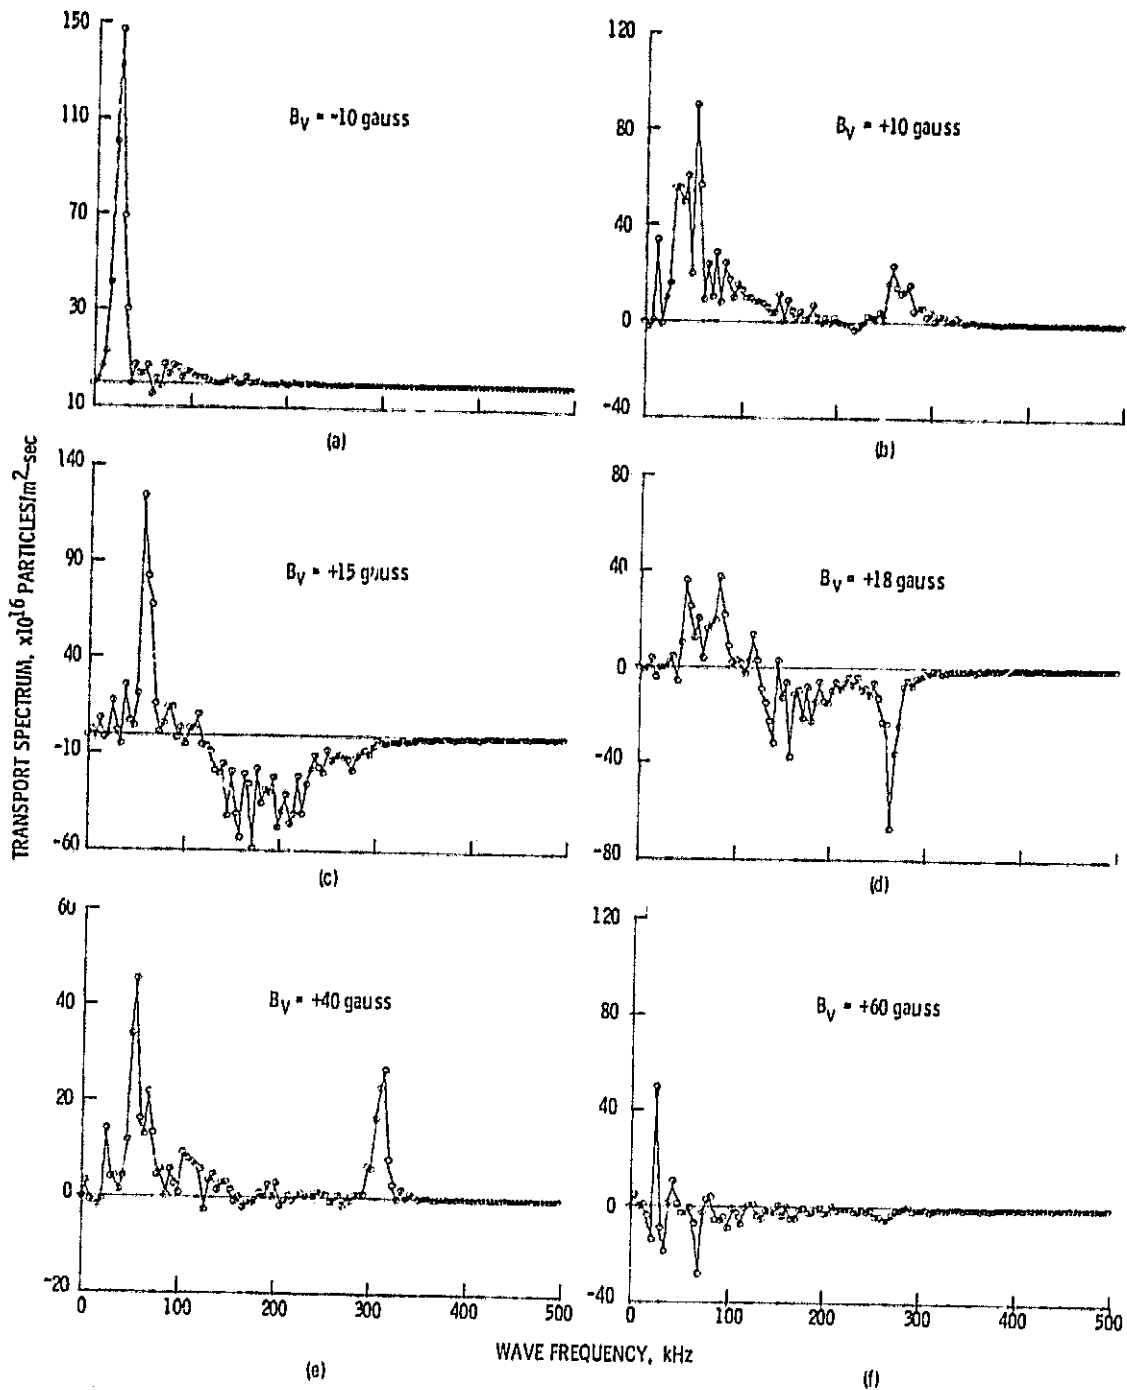 150
110
70
30
10
B_V = -10 gauss
(a)
120
80
40
0
-40
B_V = +10 gauss
(b)
TRANSPORT SPECTRUM, x10^16 PARTICLES/m^2-sec
140
90
40
-10
-60
B_V = +15 gauss
(c)
80
40
0
-40
-80
B_V = +18 gauss
(d)
60
40
20
0
-20
B_V = +40 gauss
0 100 200 300 400 500
(e)
120
80
40
0
-40
B_V = +60 gauss
0 100 200 300 400 500
(f)
WAVE FREQUENCY, kHz